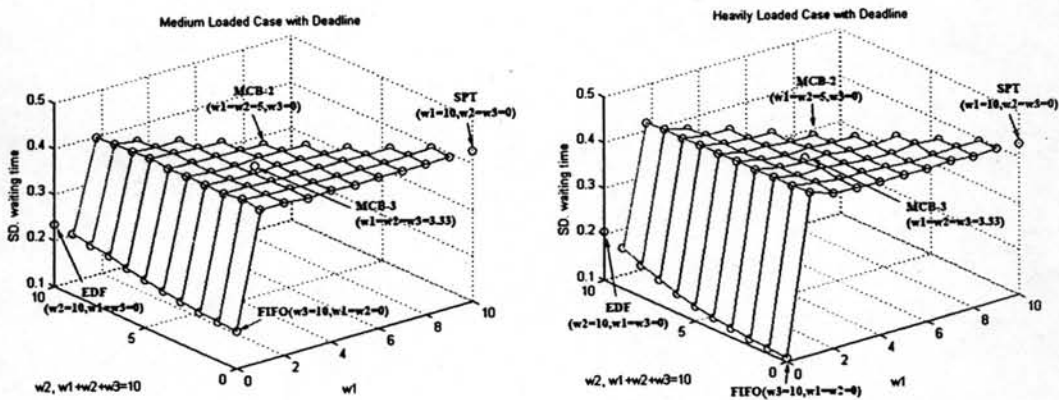 Medium Loaded Case with Deadline
MCB-2
(w1=w2=5,w3=0)
SPT
(w1=10,w2=w3=0)
0.5
0.4
0.3
0.2
0.1
SD. waiting time
MCB-3
(w1=w2=w3=3.33)
EDF
(w2=10,w1=w3=0)
FIFO(w3=10,w1=w2=0)
10
5
0
0
2
4
6
8
10
w2, w1+w2+w3=10
w1
Heavily Loaded Case with Deadline
MCB-2
(w1=w2=5,w3=0)
SPT
(w1=10,w2=w3=0)
0.5
0.4
0.3
0.2
0.1
SD. waiting time
MCB-3
(w1=w2=w3=3.33)
EDF
(w2=10,w1=w3=0)
10
5
0
0
2
4
6
8
10
w2, w1+w2+w3=10
w1
FIFO(w3=10,w1=w2=0)